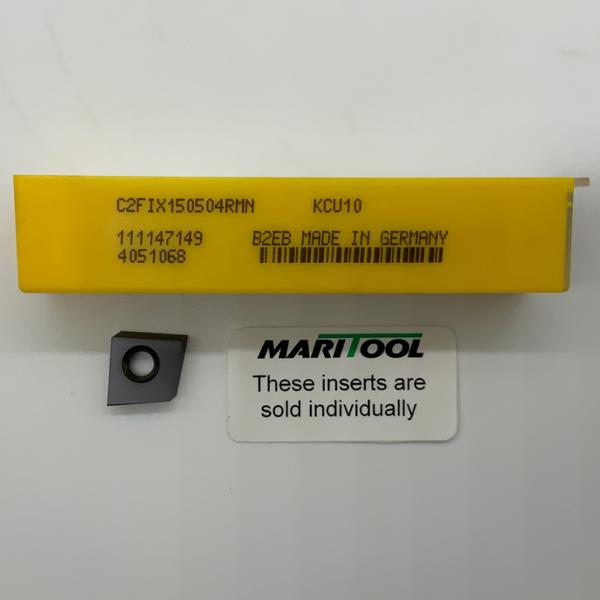 C2FIX150504RMN KCU10
111147149 B2EB MADE IN GERMANY
4051068
MARITOOL
These inserts are
sold individually